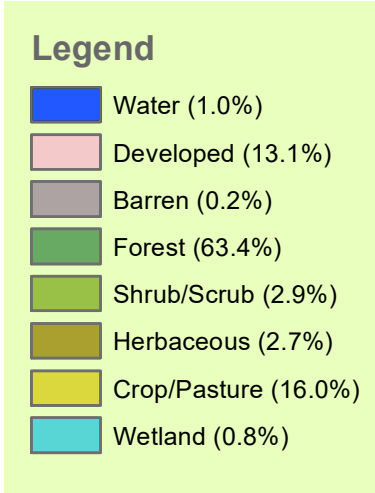 Legend
Water (1.0%)
Developed (13.1%)
Barren (0.2%)
Forest (63.4%)
Shrub/Scrub (2.9%)
Herbaceous (2.7%)
Crop/Pasture (16.0%)
Wetland (0.8%)